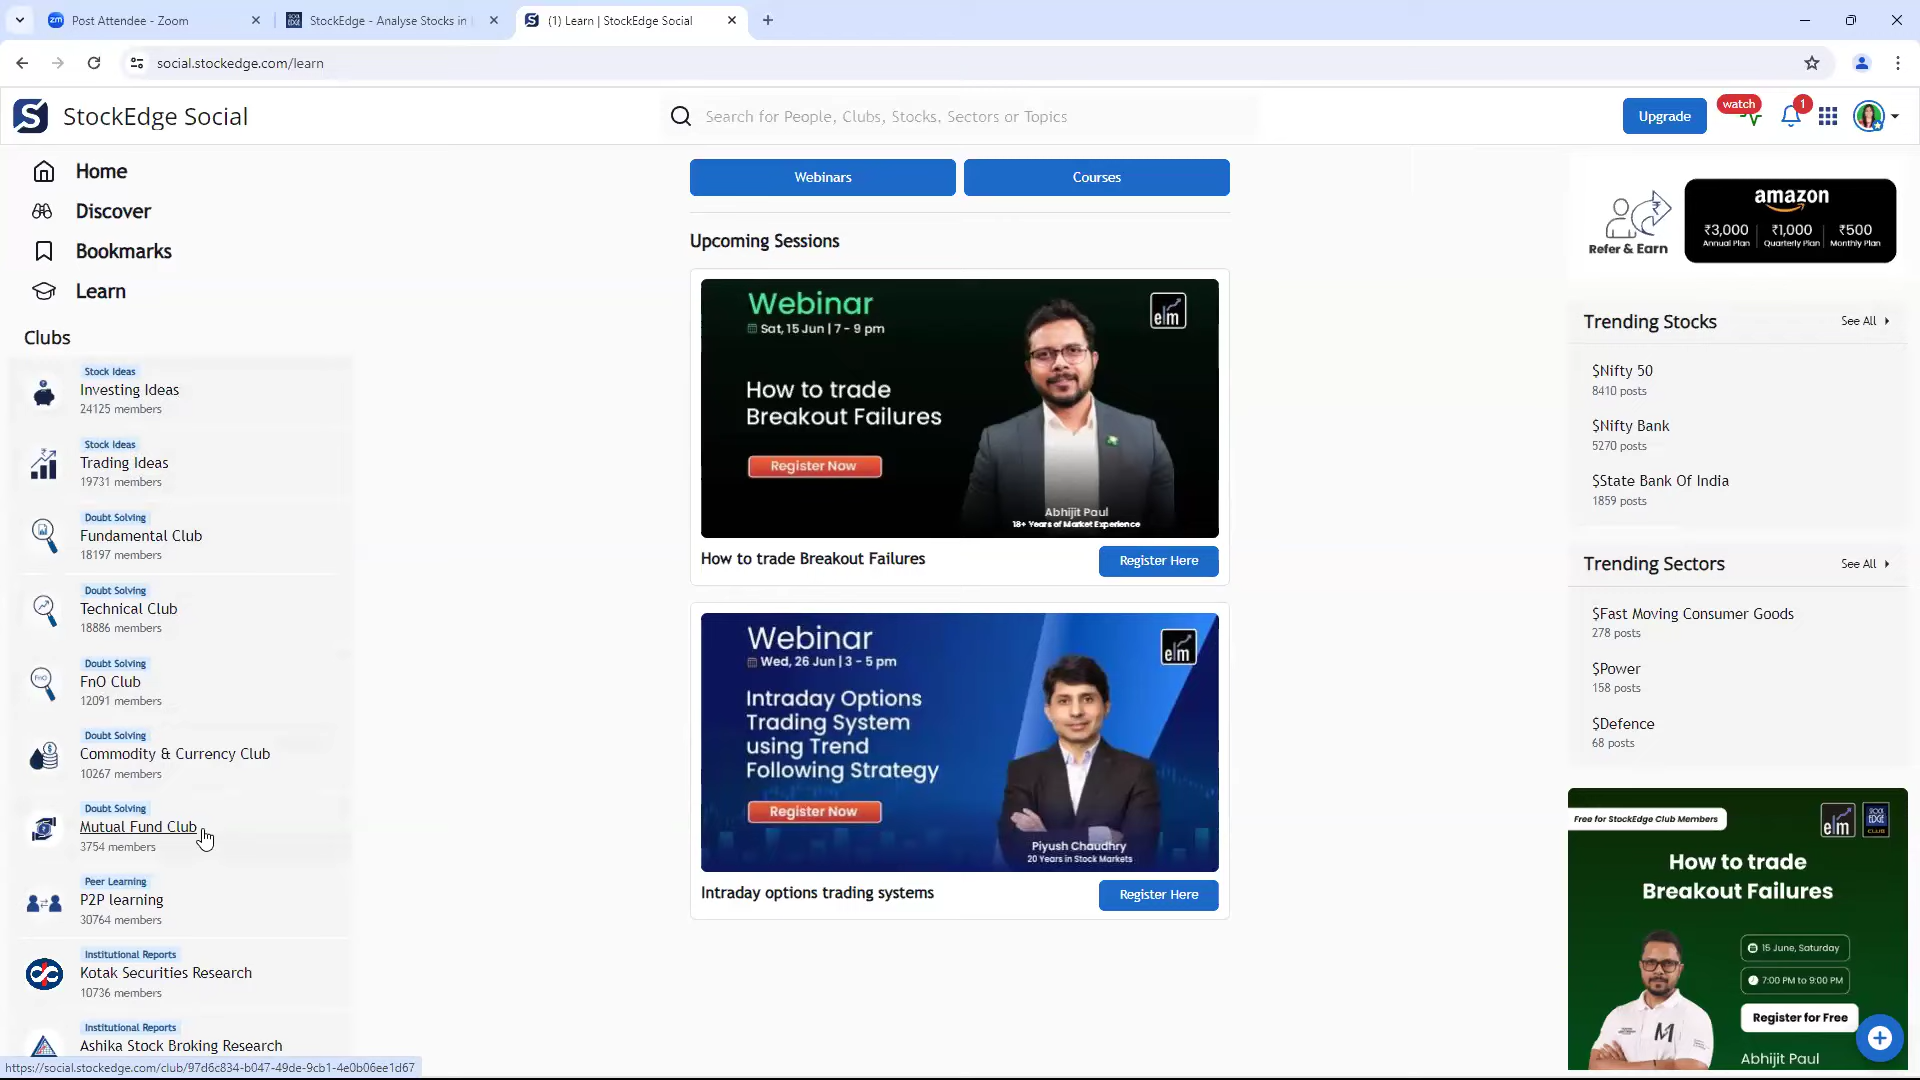 Post Attendee - Zoom
StockEdge - Analyse Stocks in
(1) Learn | StockEdge Social
social.stockedge.com/learn
StockEdge Social
Search for People, Clubs, Stocks, Sectors or Topics
Upgrade
watch
1
Home
Discover
Bookmarks
Learn
Clubs
Stock Ideas
Investing Ideas
24125 members
Stock Ideas
Trading Ideas
19731 members
Doubt Solving
Fundamental Club
18197 members
Doubt Solving
Technical Club
18886 members
Doubt Solving
FnO Club
12091 members
Doubt Solving
Commodity & Currency Club
10267 members
Doubt Solving
Mutual Fund Club
3754 members
Peer Learning
P2P learning
30764 members
Institutional Reports
Kotak Securities Research
10736 members
Institutional Reports
Ashika Stock Broking Research
https://social.stockedge.com/club/97d6c834-b047-49de-9cb1-4e0b06ee1d67
Webinars
Courses
Upcoming Sessions
Webinar
Sat, 15 Jun | 7 - 9 pm
elm
How to trade
Breakout Failures
Register Now
Abhijit Paul
18+ Years of Market Experience
How to trade Breakout Failures
Register Here
Webinar
Wed, 26 Jun | 3 - 5 pm
elm
Intraday Options
Trading System
using Trend
Following Strategy
Register Now
Piyush Chaudhry
20 Years in Stock Markets
Intraday options trading systems
Register Here
Refer & Earn
amazon
₹3,000
Annual Plan
₹1,000
Quarterly Plan
₹500
Monthly Plan
Trending Stocks
See All
$Nifty 50
8410 posts
$Nifty Bank
5270 posts
$State Bank Of India
1859 posts
Trending Sectors
See All
$Fast Moving Consumer Goods
278 posts
$Power
158 posts
$Defence
68 posts
Free for StockEdge Club Members
elm
STOCK
EDGE
CLUB
How to trade
Breakout Failures
15 June, Saturday
7:00 PM to 9:00 PM
Register for Free
Abhijit Paul